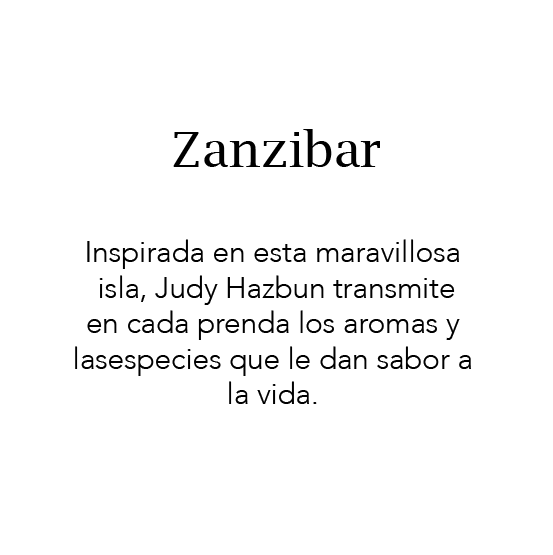 Zanzibar
Inspirada en esta maravillosa
isla, Judy Hazbun transmite
en cada prenda los aromas y
lasespecies que le dan sabor a
la vida.